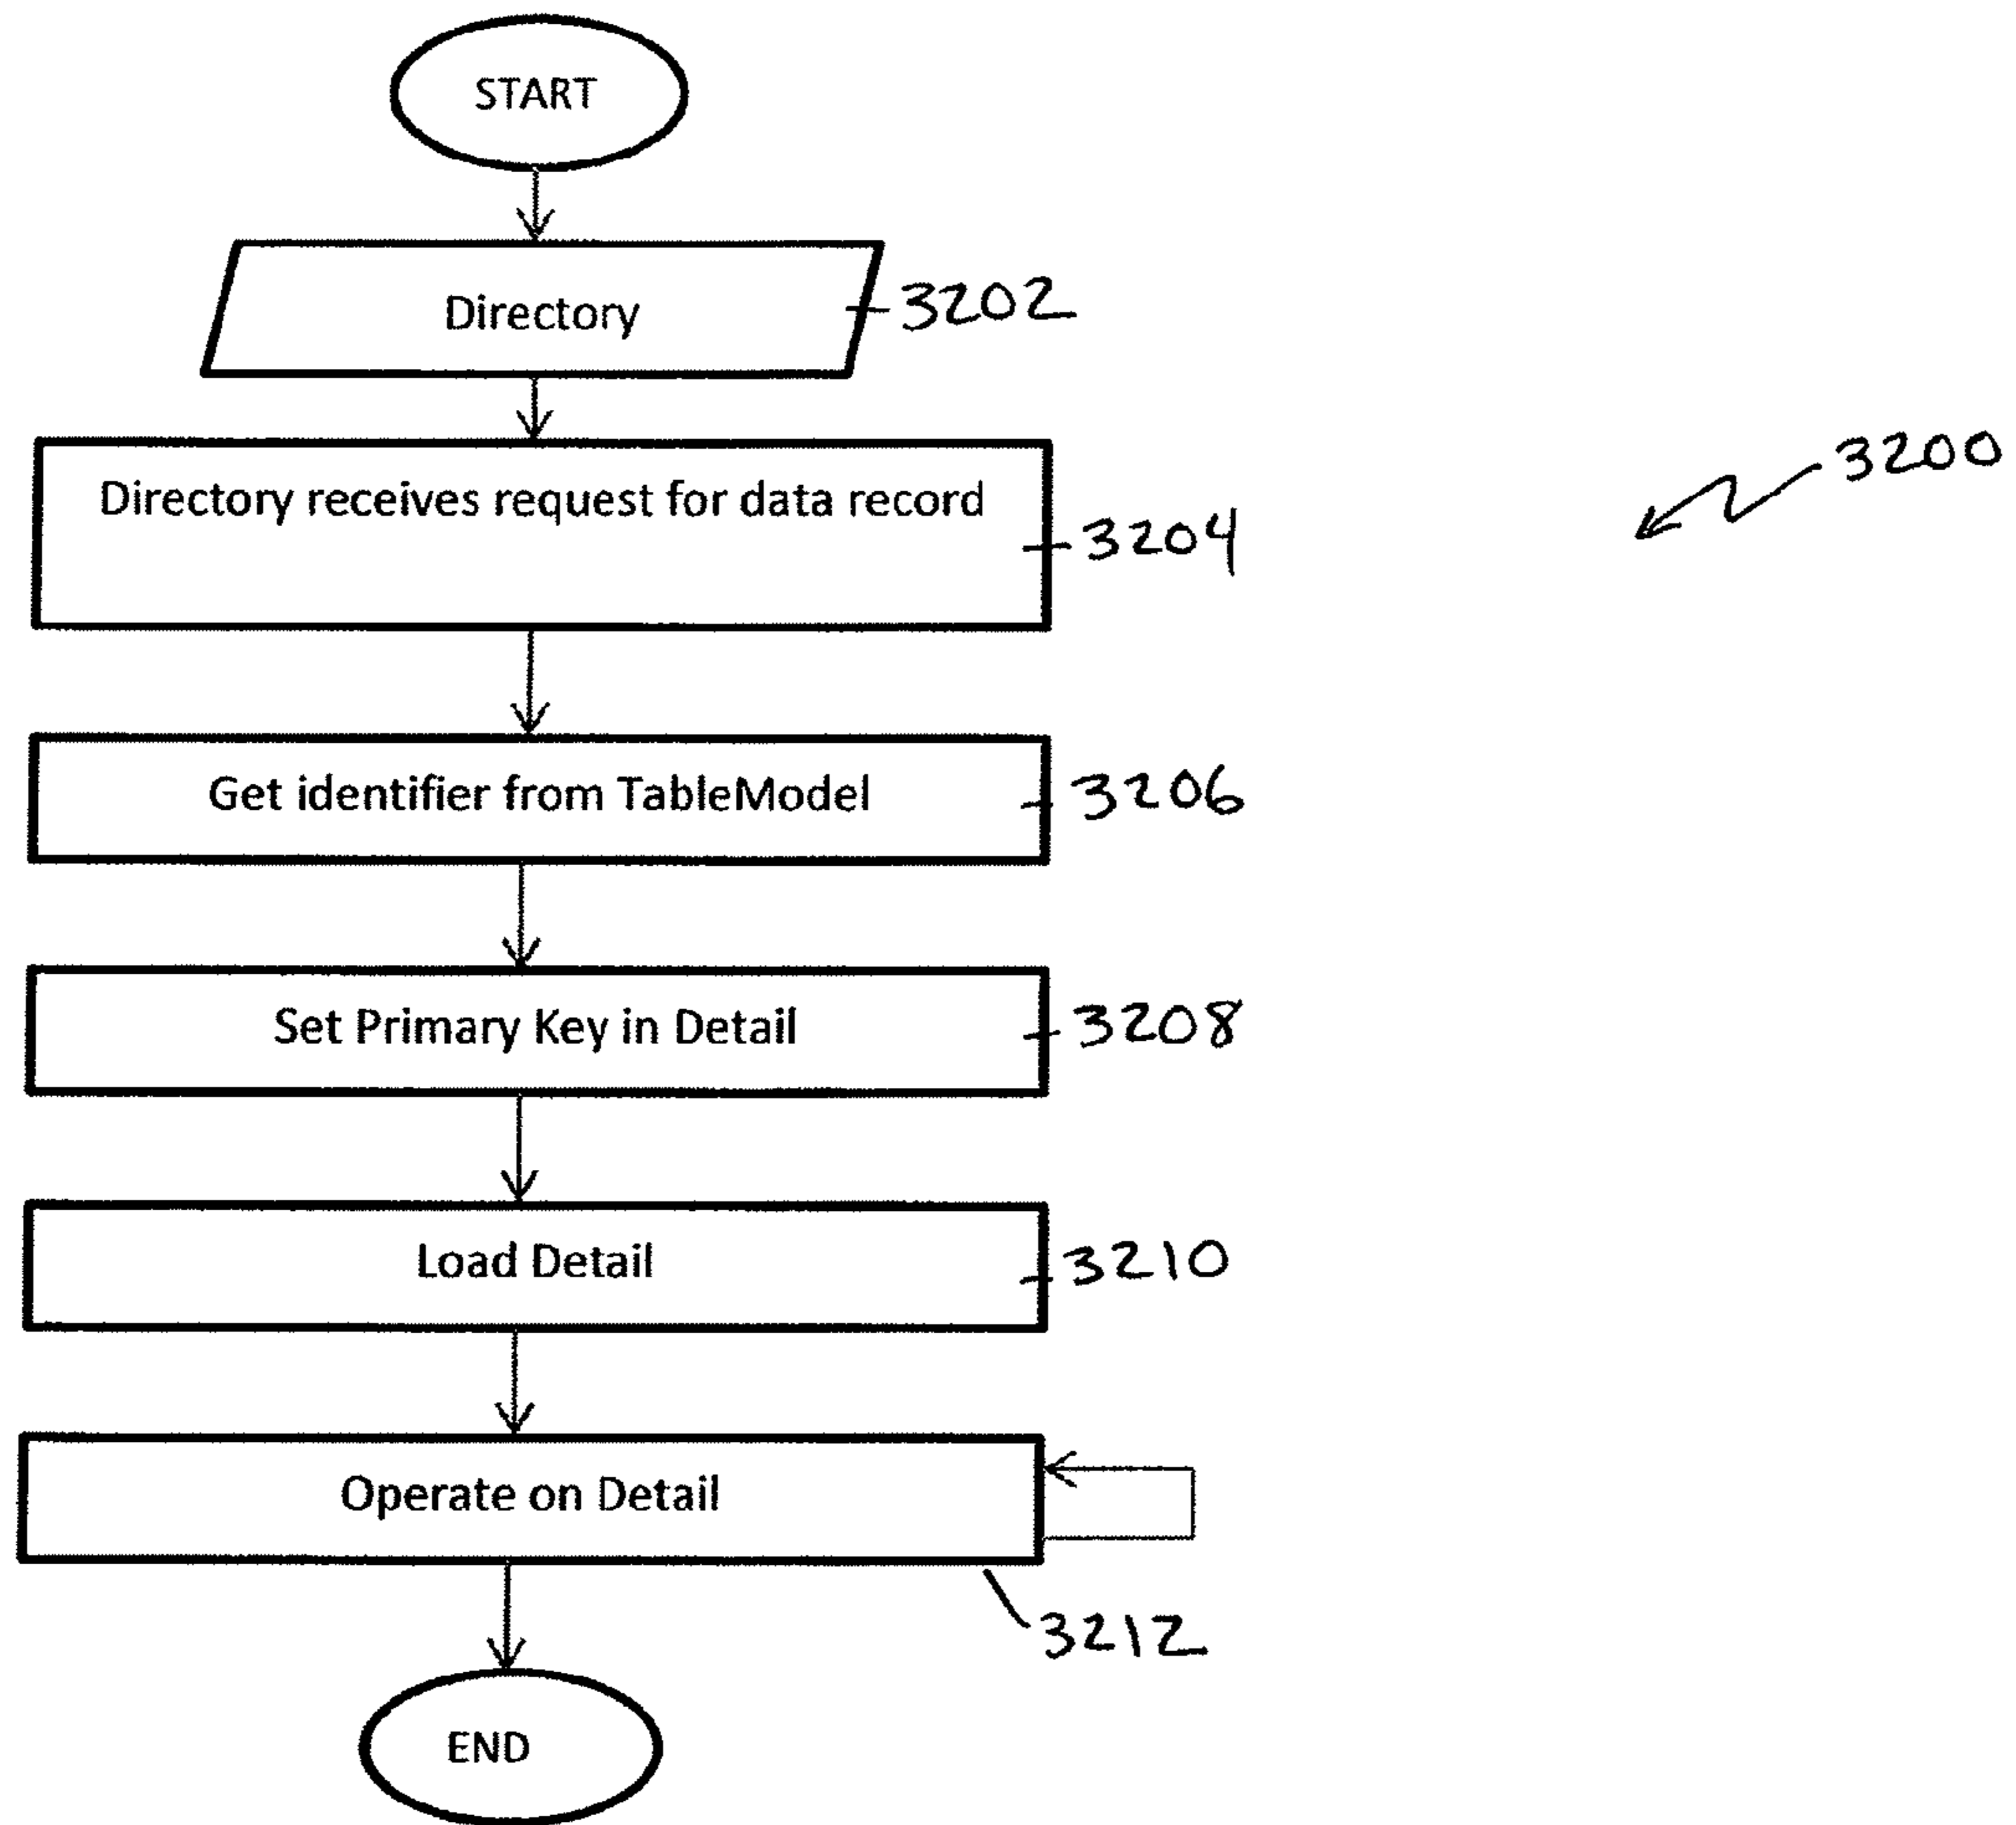 START
Directory
3202
Directory receives request for data record
3204
3200
Get identifier from TableModel
3206
Set Primary Key in Detail
3208
Load Detail
3210
Operate on Detail
3212
END